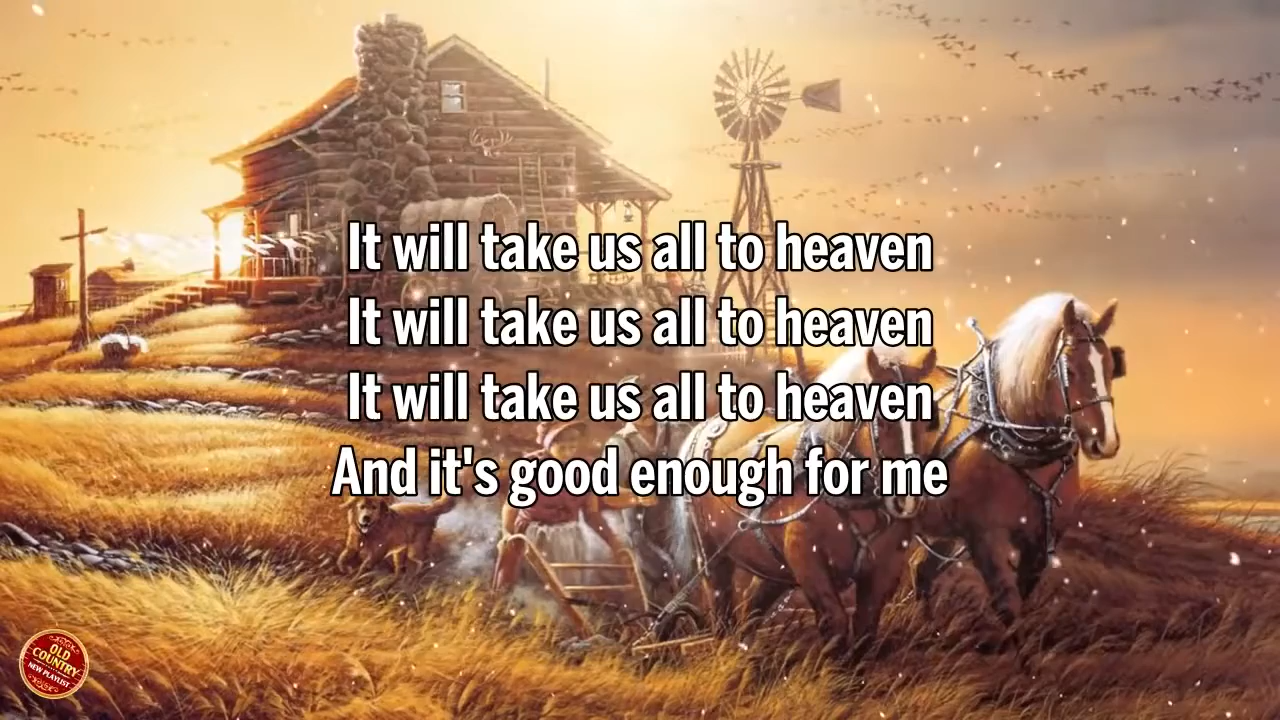 It will take us all to heaven
It will take us all to heaven
It will take us all to heaven
And it's good enough for me
OLD
COUNTRY
NEW PLAYLIST